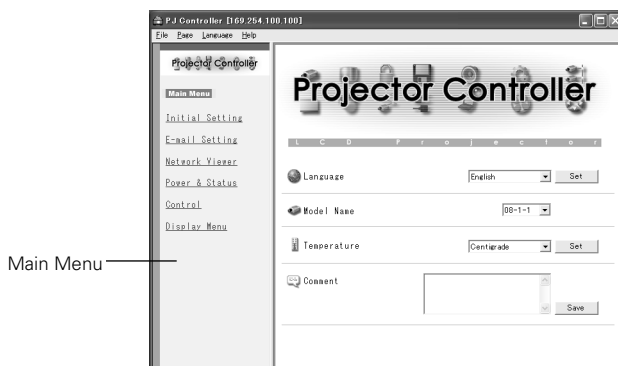 PJ Controller [169.254.100.100]
File Page Language Help
Projector Controller
Main Menu
Initial Setting
E-mail Setting
Network Viewer
Power & Status
Control
Display Menu
Main Menu
Projector Controller
LCD Projector
Language English Set
Model Name 08-1-1
Temperature Centigrade Set
Comment
Save